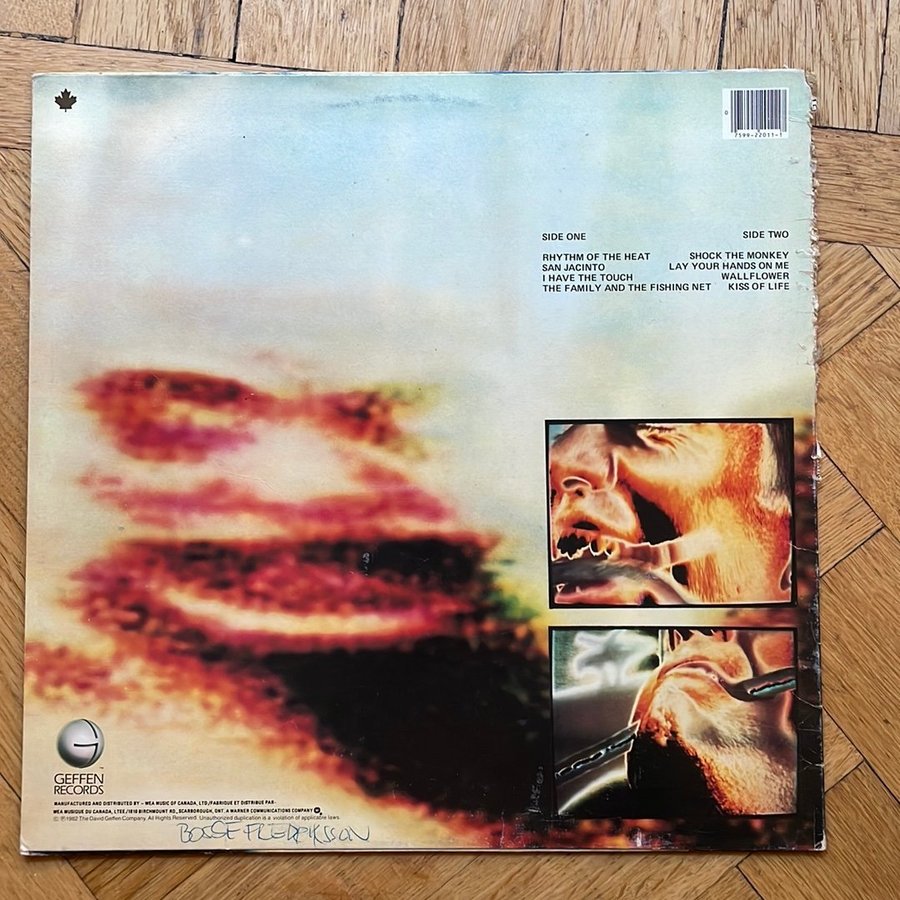 0 7599-22011-1
SIDE ONE
RHYTHM OF THE HEAT
SAN JACINTO
I HAVE THE TOUCH
THE FAMILY AND THE FISHING NET
SIDE TWO
SHOCK THE MONKEY
LAY YOUR HANDS ON ME
WALLFLOWER
KISS OF LIFE
GEFFEN
RECORDS
MANUFACTURED AND DISTRIBUTED BY - WEA MUSIC OF CANADA, LTD./FABRIQUE ET DISTRIBUE PAR-
WEA MUSIQUE DU CANADA, LTEE./1810 BIRCHMOUNT RD., SCARBOROUGH, ONT. A WARNER COMMUNICATIONS COMPANY
© ℗ 1982 The David Geffen Company. All Rights Reserved. Unauthorized duplication is a violation of applicable laws.
BOSSE FREDRIKSSON